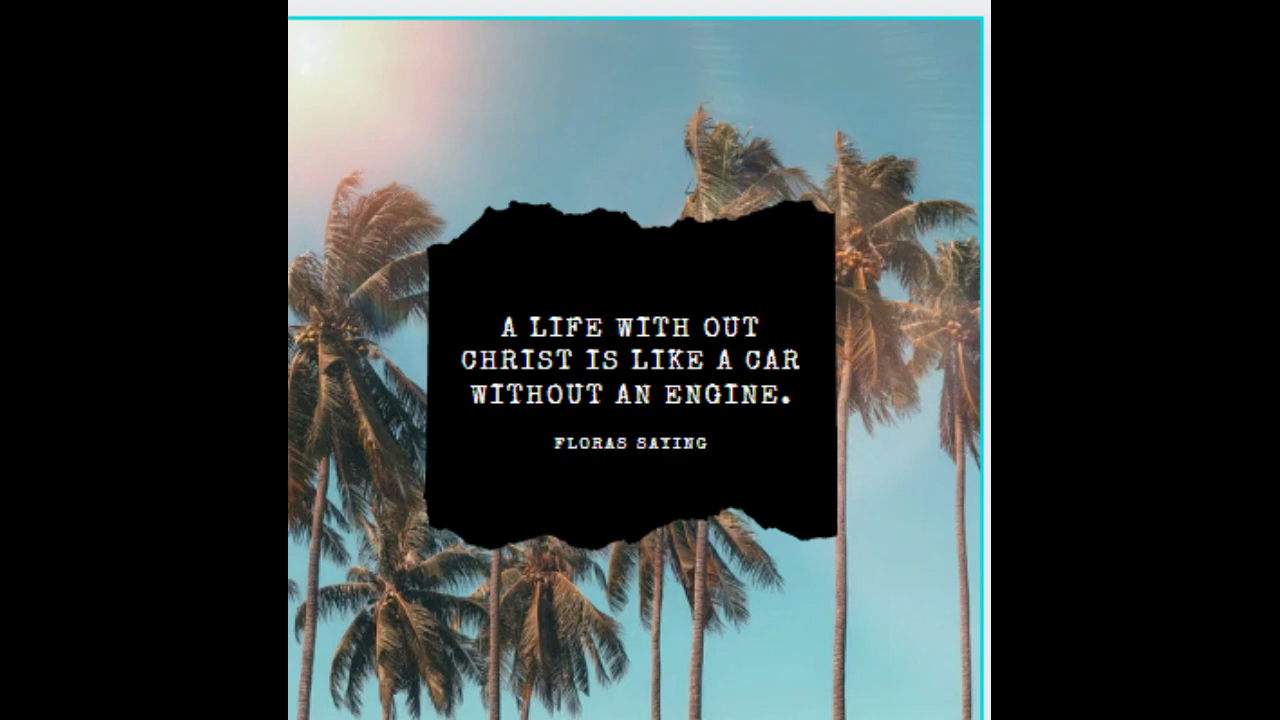 A LIFE WITH OUT
CHRIST IS LIKE A CAR
WITHOUT AN ENGINE.
FLORAS SAYING